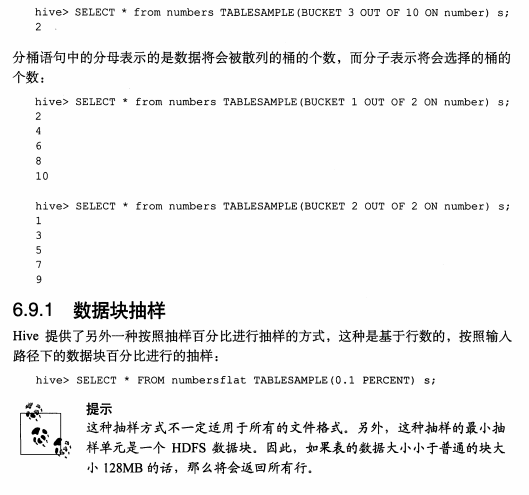 hive> SELECT * from numbers TABLESAMPLE(BUCKET 3 OUT OF 10 ON number) s;
2
分桶语句中的分母表示的是数据将会被散列的桶的个数，而分子表示将会选择的桶的
个数：
hive> SELECT * from numbers TABLESAMPLE(BUCKET 1 OUT OF 2 ON number) s;
2
4
6
8
10
hive> SELECT * from numbers TABLESAMPLE(BUCKET 2 OUT OF 2 ON number) s;
1
3
5
7
9
6.9.1 数据块抽样
Hive 提供了另外一种按照抽样百分比进行抽样的方式，这种是基于行数的，按照输入
路径下的数据块百分比进行的抽样：
hive> SELECT * FROM numbersflat TABLESAMPLE(0.1 PERCENT) s;
提示
这种抽样方式不一定适用于所有的文件格式。另外，这种抽样的最小抽
样单元是一个 HDFS 数据块。因此，如果表的数据大小小于普通的块大
小 128MB 的话，那么将会返回所有行。